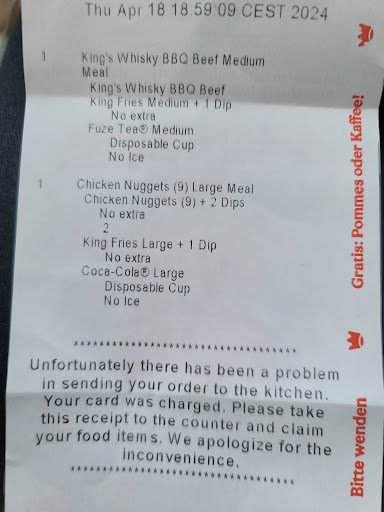 Thu Apr 18 18:59:09 CEST 2024
1 King's Whisky BBQ Beef Medium
Meal
King's Whisky BBQ Beef
King Fries Medium + 1 Dip
No extra
Fuze Tea® Medium
Disposable Cup
No Ice
1 Chicken Nuggets (9) Large Meal
Chicken Nuggets (9) + 2 Dips
No extra
2
King Fries Large + 1 Dip
No extra
Coca-Cola® Large
Disposable Cup
No Ice
**********************************
Unfortunately there has been a problem
in sending your order to the kitchen.
Your card was charged. Please take
this receipt to the counter and claim
your food items. We apologize for the
inconvenience.
**********************************
Gratis: Pommes oder Kaffee!
Bitte wenden